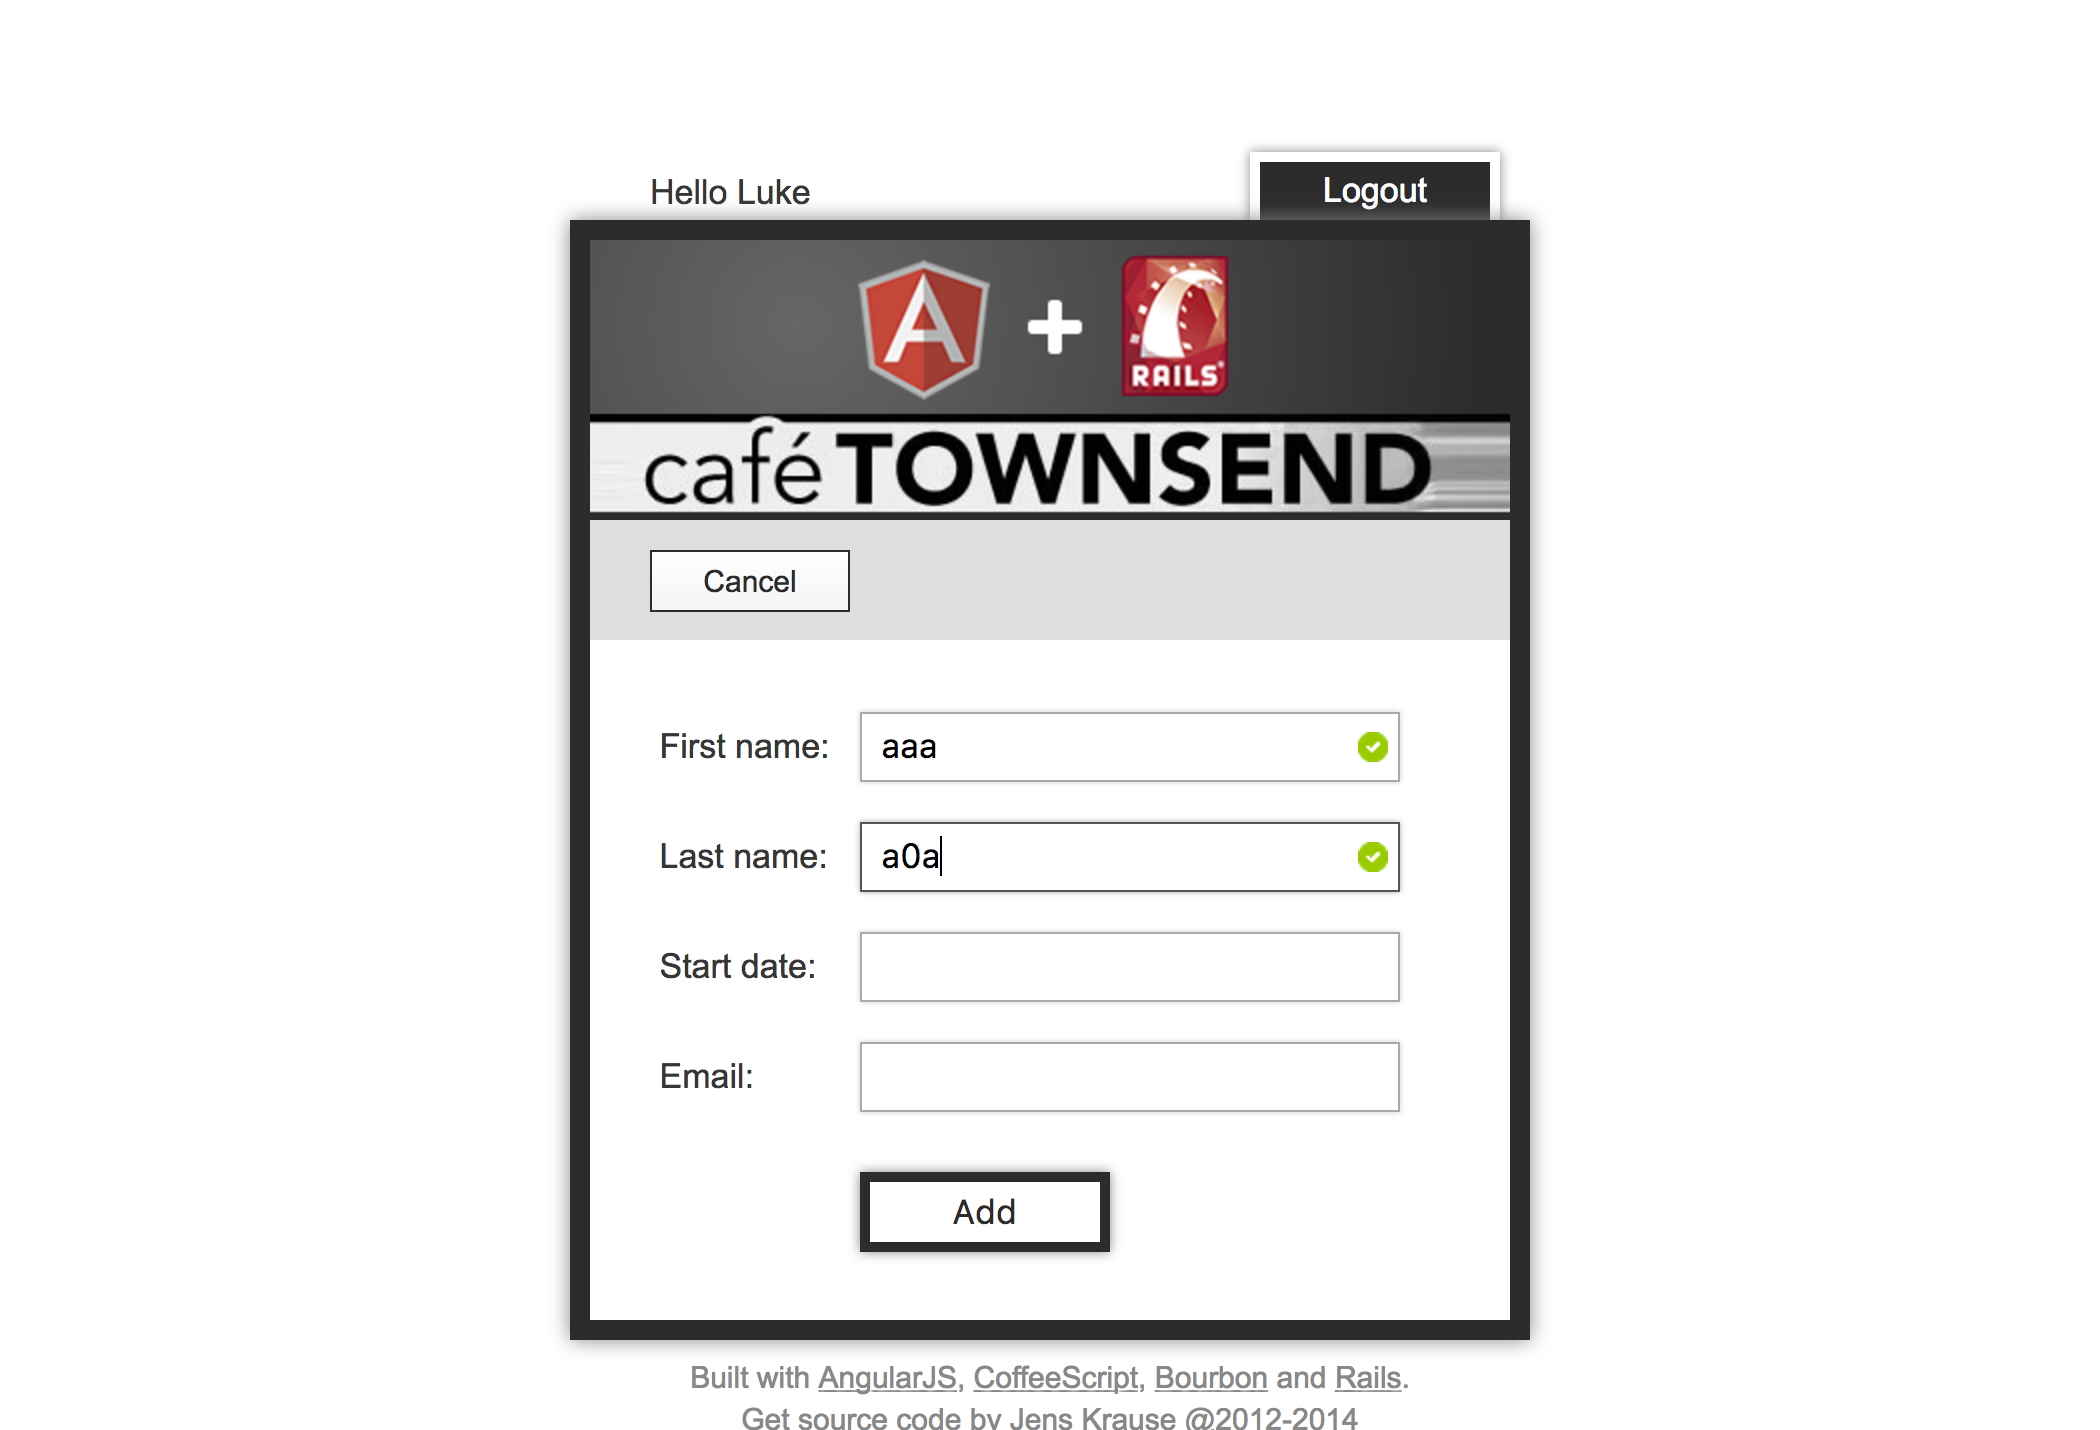 Hello Luke
Logout
RAILS
café TOWNSEND
Cancel
First name: aaa
Last name: a0a
Start date:
Email:
Add
Built with AngularJS, CoffeeScript, Bourbon and Rails.
Get source code by Jens Krause @2012-2014